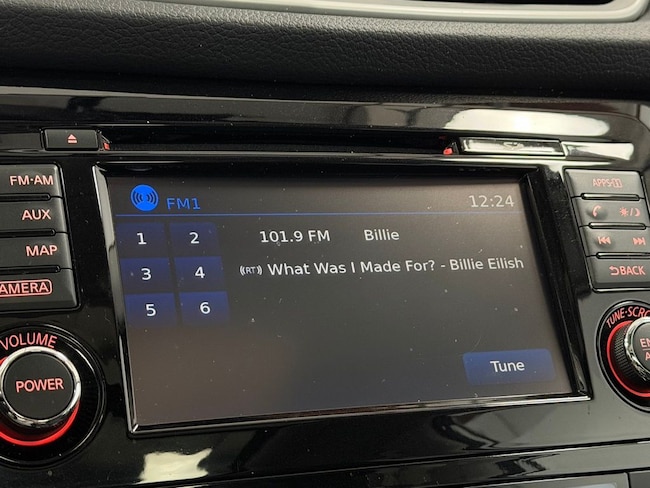 FM·AM
AUX
MAP
CAMERA
VOLUME
POWER
FM1 12:24
1 2 101.9 FM Billie
3 4 ((RT)) What Was I Made For? - Billie Eilish
5 6
Tune
APPS
BACK
TUNE·SCRO